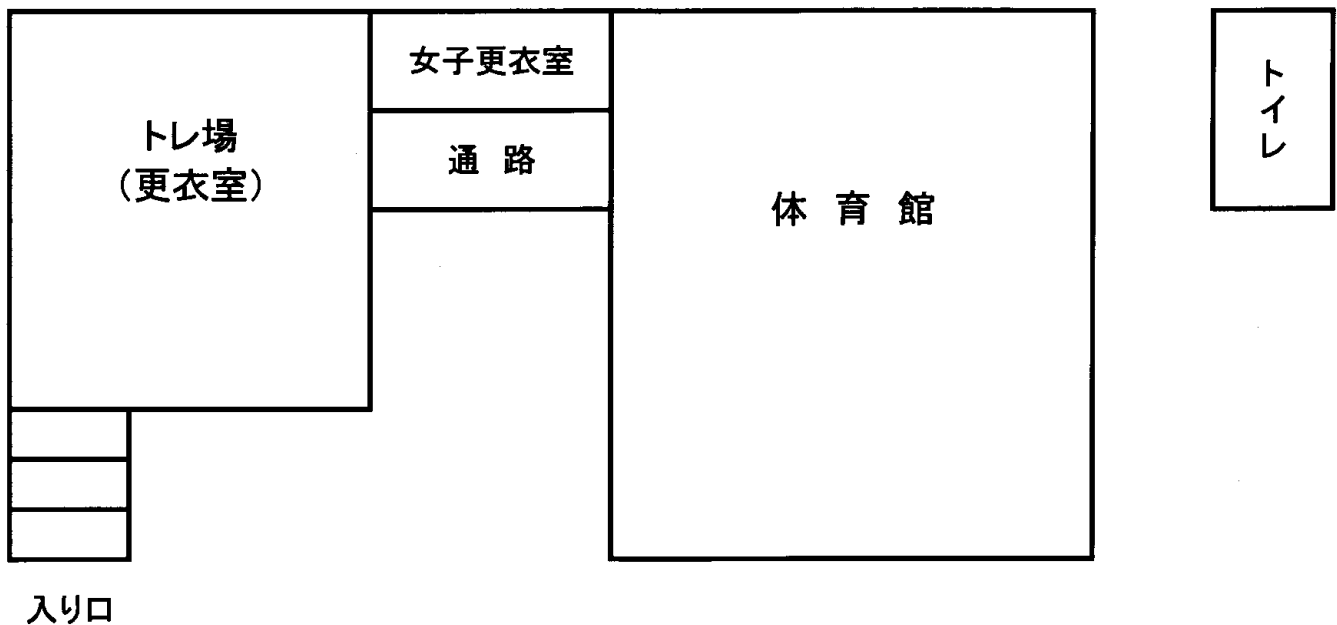 女子更衣室
トレ場
（更衣室）
通 路
体 育 館
トイレ
入り口